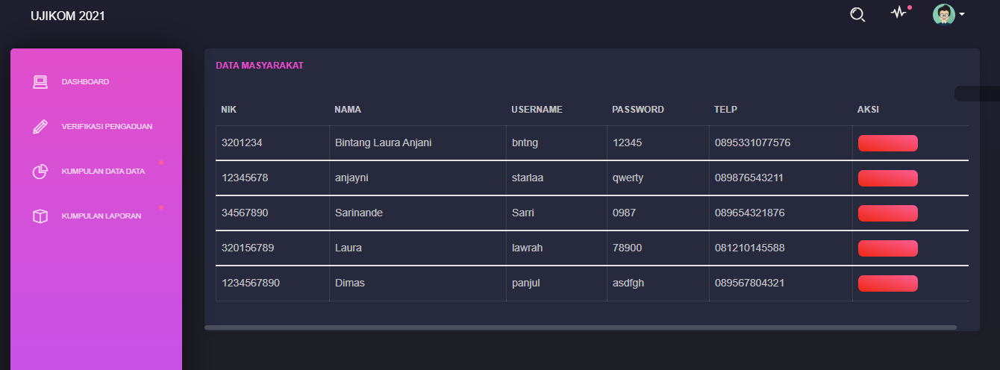 UJIKOM 2021
DASHBOARD
VERIFIKASI PENGADUAN
KUMPULAN DATA DATA
KUMPULAN LAPORAN
DATA MASYARAKAT
NIK NAMA USERNAME PASSWORD TELP AKSI
3201234 Bintang Laura Anjani bntng 12345 0895331077576
12345678 anjayni starlaa qwerty 089876543211
34567890 Sarinande Sarri 0987 089654321876
320156789 Laura lawrah 78900 081210145588
1234567890 Dimas panjul asdfgh 089567804321